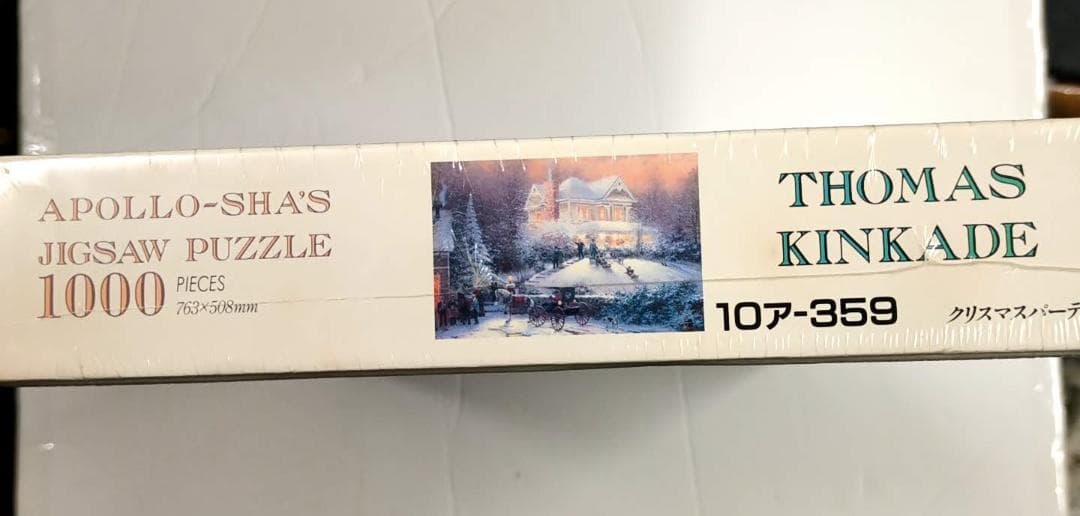 APOLLO-SHA'S
JIGSAW PUZZLE
1000 PIECES
763×508mm
THOMAS
KINKADE
10ア-359
クリスマスパーテ